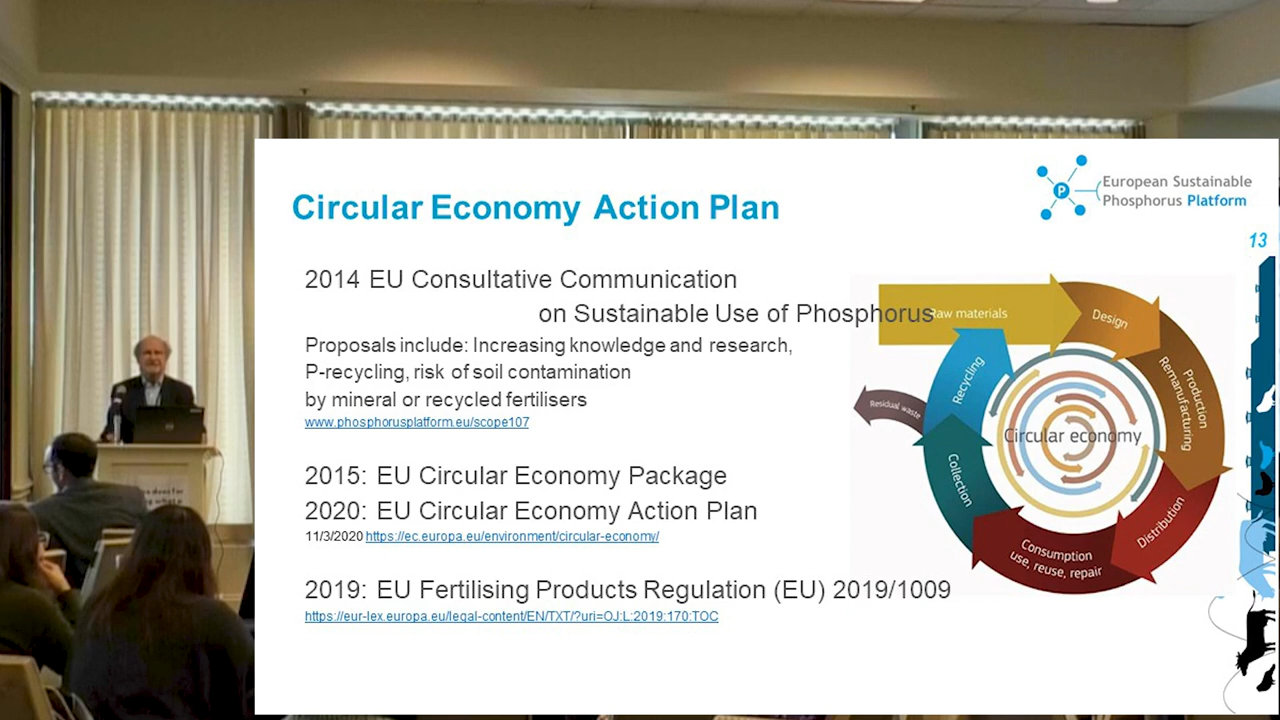 European Sustainable
Phosphorus Platform
P
Circular Economy Action Plan
13
2014 EU Consultative Communication
on Sustainable Use of Phosphorus
Proposals include: Increasing knowledge and research,
P-recycling, risk of soil contamination
by mineral or recycled fertilisers
www.phosphorusplatform.eu/scope107
2015: EU Circular Economy Package
2020: EU Circular Economy Action Plan
11/3/2020 https://ec.europa.eu/environment/circular-economy/
2019: EU Fertilising Products Regulation (EU) 2019/1009
https://eur-lex.europa.eu/legal-content/EN/TXT/?uri=OJ:L:2019:170:TOC
Raw materials
Design
Production
Remanufacturing
Distribution
Consumption
use, reuse, repair
Collection
Recycling
Residual waste
Circular economy